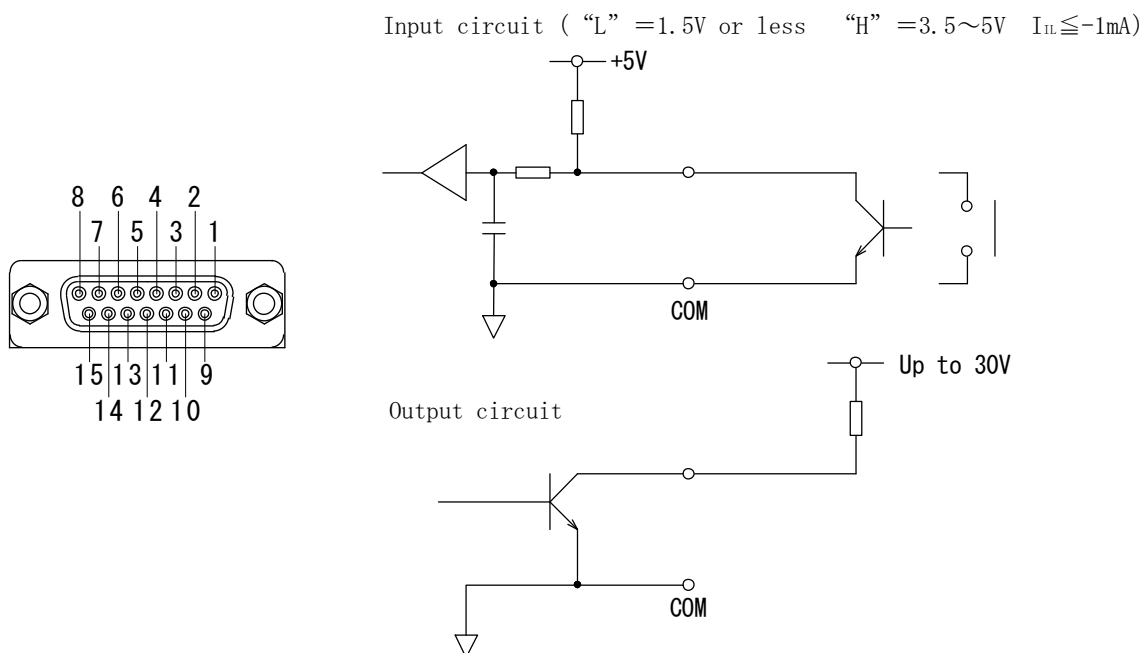 Input circuit ( “L” =1.5V or less “H” =3.5～5V IIL≦-1mA)
+5V
COM
8 6 4 2
7 5 3 1
15 13 11 9
14 12 10
Output circuit
Up to 30V
COM